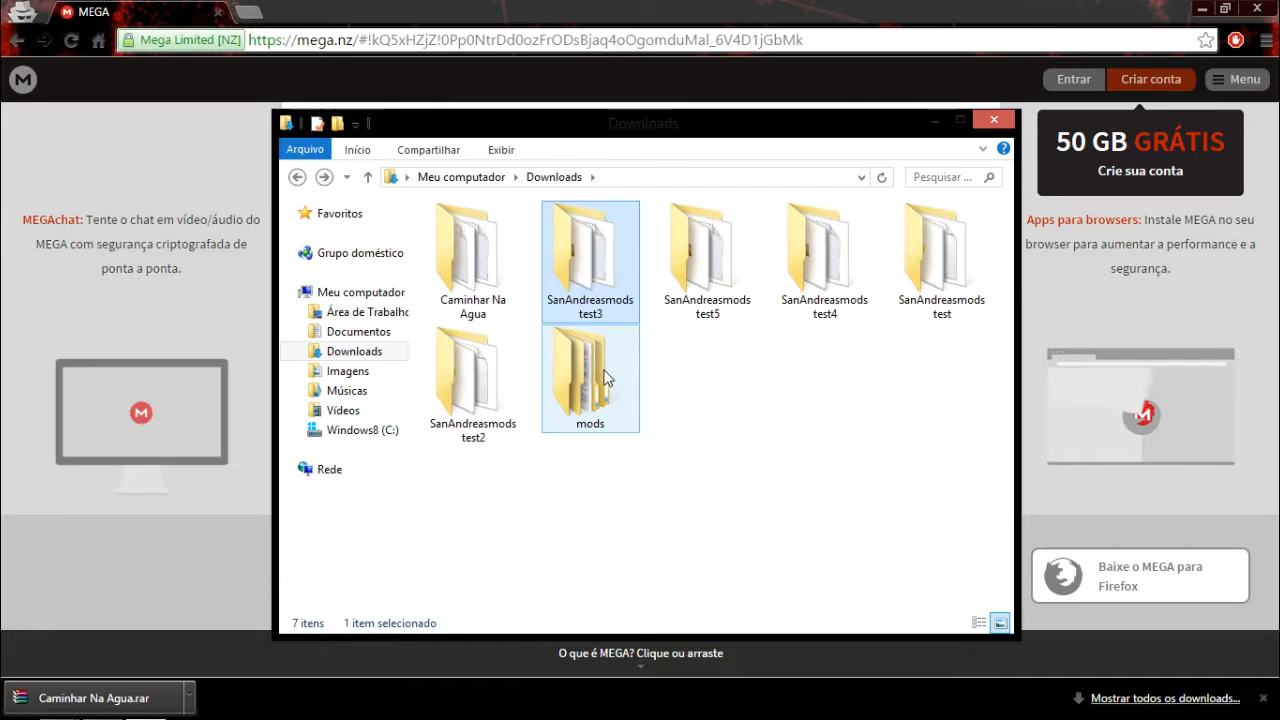 MEGA
Mega Limited [NZ]
https://mega.nz/#!kQ5xHZjZ!0Pp0NtrDd0ozFrODsBjaq4oOgomduMal_6V4D1jGbMk
M
Entrar
Criar conta
Menu
50 GB GRÁTIS
Crie sua conta
Downloads
Arquivo
Início
Compartilhar
Exibir
Meu computador
Downloads
Pesquisar ...
MEGAchat: Tente o chat em vídeo/áudio do
MEGA com segurança criptografada de
ponta a ponta.
Apps para browsers: Instale MEGA no seu
browser para aumentar a performance e a
segurança.
Favoritos
Grupo doméstico
Meu computador
Área de Trabalho
Documentos
Downloads
Imagens
Músicas
Vídeos
Windows8 (C:)
Rede
Caminhar Na
Agua
SanAndreasmods
test3
SanAndreasmods
test5
SanAndreasmods
test4
SanAndreasmods
test
SanAndreasmods
test2
mods
M
M
Baixe o MEGA para
Firefox
7 itens
1 item selecionado
O que é MEGA? Clique ou arraste
Caminhar Na Agua.rar
Mostrar todos os downloads...